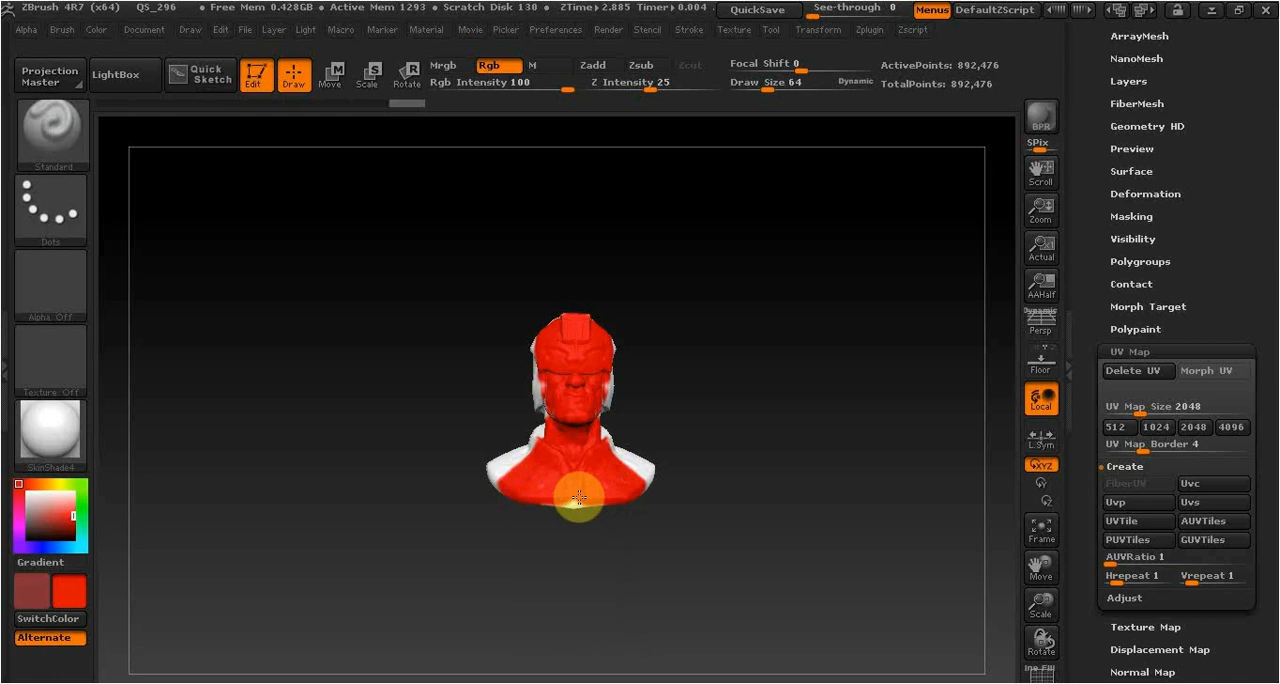 ZBrush 4R7 (x64) QS_296 • Free Mem 0.428GB • Active Mem 1293 • Scratch Disk 130 • ZTime▸2.885 Timer▸0.004 QuickSave See-through 0 Menus DefaultZScript
Alpha Brush Color Document Draw Edit File Layer Light Macro Marker Material Movie Picker Preferences Render Stencil Stroke Texture Tool Transform Zplugin Zscript
Projection Master
LightBox
Quick Sketch
Edit
Draw
Move
Scale
Rotate
Mrgb Rgb M Zadd Zsub Zcut
Rgb Intensity 100 Z Intensity 25
Focal Shift 0
Draw Size 64 Dynamic
ActivePoints: 892,476
TotalPoints: 892,476
Standard
Dots
Alpha Off
Texture Off
SkinShade4
Gradient
SwitchColor
Alternate
BPR
SPix
Scroll
Zoom
Actual
AAHalf
Dynamic
Persp
Floor
Local
L.Sym
XYZ
Y
Z
Frame
Move
Scale
Rotate
Line Fill
ArrayMesh
NanoMesh
Layers
FiberMesh
Geometry HD
Preview
Surface
Deformation
Masking
Visibility
Polygroups
Contact
Morph Target
Polypaint
UV Map
Delete UV Morph UV
UV Map Size 2048
512 1024 2048 4096
UV Map Border 4
Create
FiberUV Uvc
Uvp Uvs
UVTile AUVTiles
PUVTiles GUVTiles
AUVRatio 1
Hrepeat 1 Vrepeat 1
Adjust
Texture Map
Displacement Map
Normal Map